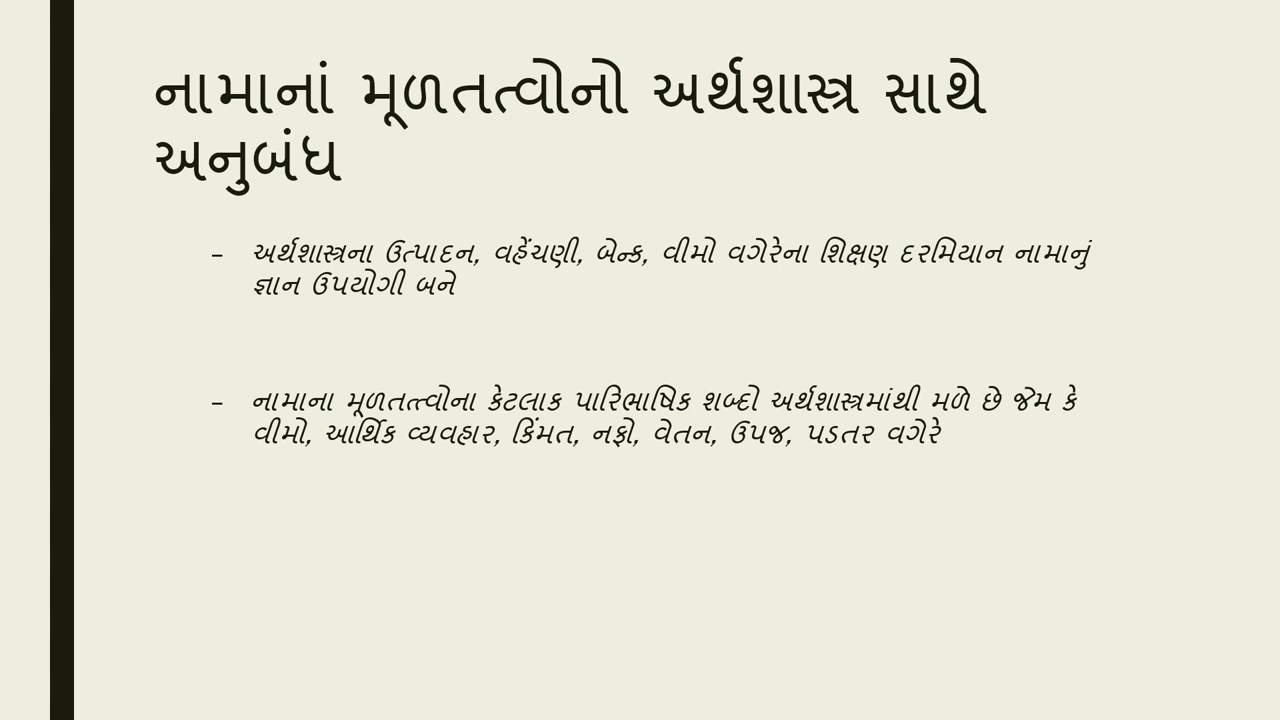 નામાનાં મૂળતત્વોનો અર્થશાસ્ત્ર સાથે
અનુબંધ
– અર્થશાસ્ત્રના ઉત્પાદન, વહેંચણી, બેન્ક, વીમો વગેરેના શિક્ષણ દરમિયાન નામાનું
જ્ઞાન ઉપયોગી બને
– નામાના મૂળતત્ત્વોના કેટલાક પારિભાષિક શબ્દો અર્થશાસ્ત્રમાંથી મળે છે જેમ કે
વીમો, આર્થિક વ્યવહાર, કિંમત, નફો, વેતન, ઉપજ, પડતર વગેરે